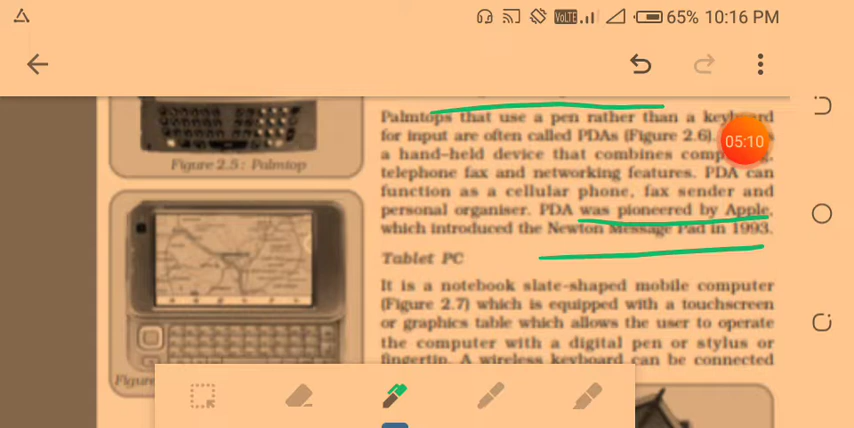 VoLTE 65% 10:16 PM
Palmtops that use a pen rather than a keyboard
for input are often called PDAs (Figure 2.6).
05:10
a hand-held device that combines
telephone fax and networking features. PDA can
function as a cellular phone, fax sender and
personal organiser. PDA was pioneered by Apple,
which introduced the Newton Message Pad in 1993.
Figure 2.5: Palmtop
Tablet PC
It is a notebook slate-shaped mobile computer
(Figure 2.7) which is equipped with a touchscreen
or graphics table which allows the user to operate
the computer with a digital pen or stylus or
fingertip. A wireless keyboard can be connected
Figure